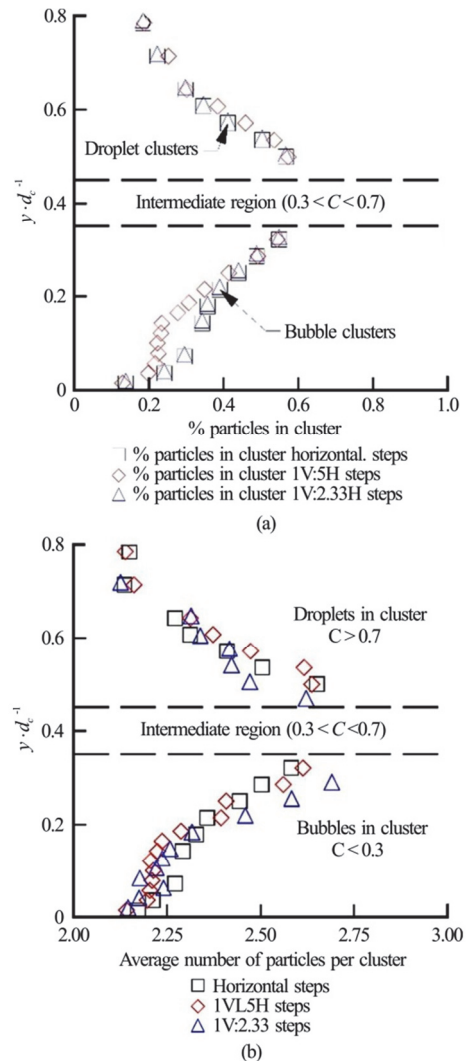 0.8
0.6
0.4
0.2
0
y·d_c^-1
Droplet clusters
Intermediate region (0.3 < C < 0.7)
Bubble clusters
0
0.2
0.4
0.6
0.8
1.0
% particles in cluster
% particles in cluster horizontal. steps
% particles in cluster 1V:5H steps
% particles in cluster 1V:2.33H steps
(a)
0.8
0.6
0.4
0.2
0
y·d_c^-1
Droplets in cluster
C > 0.7
Intermediate region (0.3 < C <0.7)
Bubbles in cluster
C < 0.3
2.00
2.25
2.50
2.75
3.00
Average number of particles per cluster
Horizontal steps
1VL5H steps
1V:2.33 steps
(b)